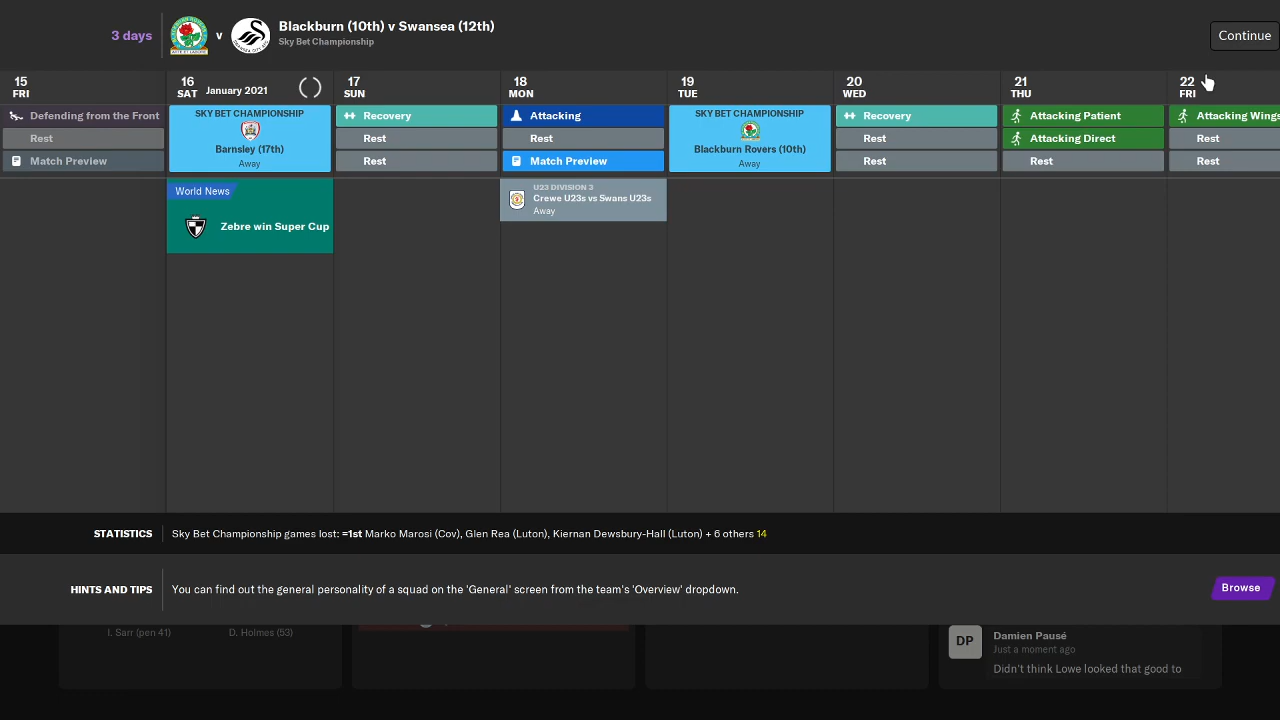 3 days
v
Blackburn (10th) v Swansea (12th)
Sky Bet Championship
Continue
15
FRI
16
SAT
January 2021
17
SUN
18
MON
19
TUE
20
WED
21
THU
22
FRI
Defending from the Front
Rest
Match Preview
SKY BET CHAMPIONSHIP
Barnsley (17th)
Away
Recovery
Rest
Rest
Attacking
Rest
Match Preview
SKY BET CHAMPIONSHIP
Blackburn Rovers (10th)
Away
Recovery
Rest
Rest
Attacking Patient
Attacking Direct
Rest
Attacking Wings
Rest
Rest
World News
Zebre win Super Cup
U23 DIVISION 3
Crewe U23s vs Swans U23s
Away
STATISTICS
Sky Bet Championship games lost: =1st Marko Marosi (Cov), Glen Rea (Luton), Kiernan Dewsbury-Hall (Luton) + 6 others 14
HINTS AND TIPS
You can find out the general personality of a squad on the 'General' screen from the team's 'Overview' dropdown.
Browse
I. Sarr (pen 41)
D. Holmes (53)
DP
Damien Pausé
Just a moment ago
Didn't think Lowe looked that good to